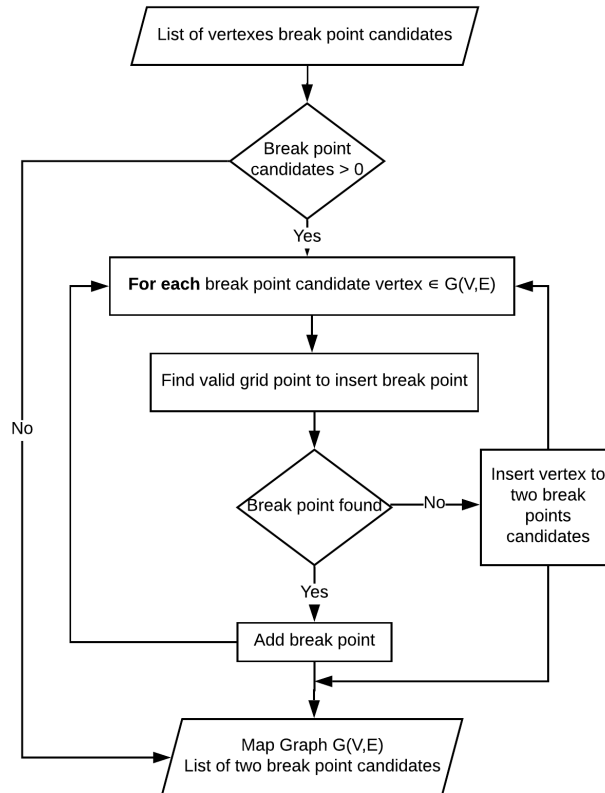 List of vertexes break point candidates
Break point
candidates > 0
Yes
For each break point candidate vertex ∈ G(V,E)
Find valid grid point to insert break point
No
Break point found
No
Insert vertex to
two break
points
candidates
Yes
Add break point
Map Graph G(V,E)
List of two break point candidates